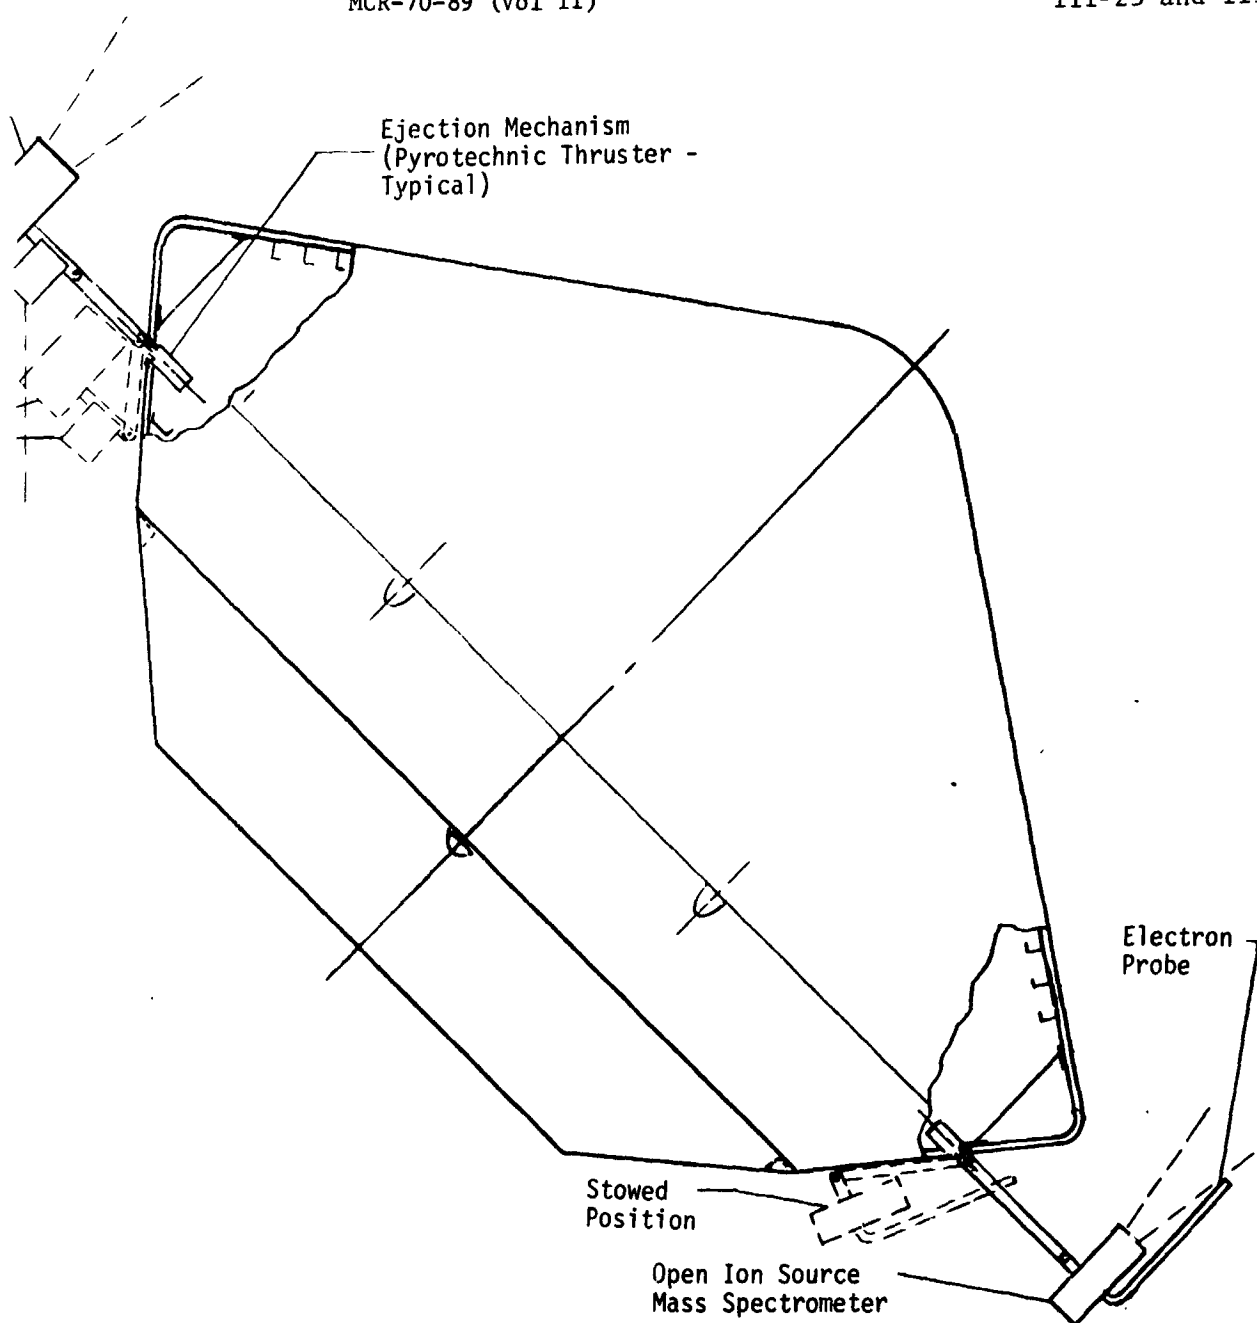 MCR-70-89 (Vol II)
Ejection Mechanism
(Pyrotechnic Thruster -
Typical)
Electron
Probe
Stowed
Position
Open Ion Source
Mass Spectrometer